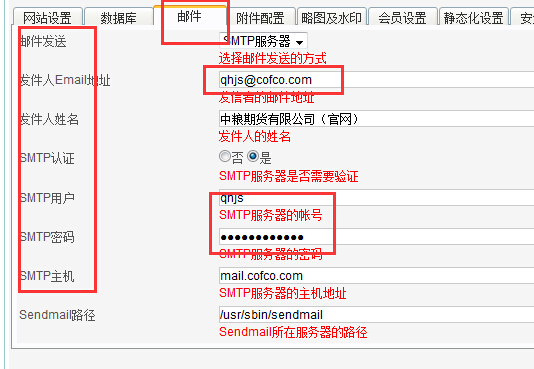 网站设置 数据库 邮件 附件配置 略图及水印 会员设置 静态化设置 安
邮件发送 SMTP服务器
选择邮件发送的方式
发件人Email地址 qhjs@cofco.com
发信者的邮件地址
发件人姓名 中粮期货有限公司（官网）
发件人的姓名
SMTP认证 否 是
SMTP服务器是否需要验证
SMTP用户 qhjs
SMTP服务器的帐号
SMTP密码 ●●●●●●●●●●●●
SMTP服务器的密码
SMTP主机 mail.cofco.com
SMTP服务器的主机地址
Sendmail路径 /usr/sbin/sendmail
Sendmail所在服务器的路径